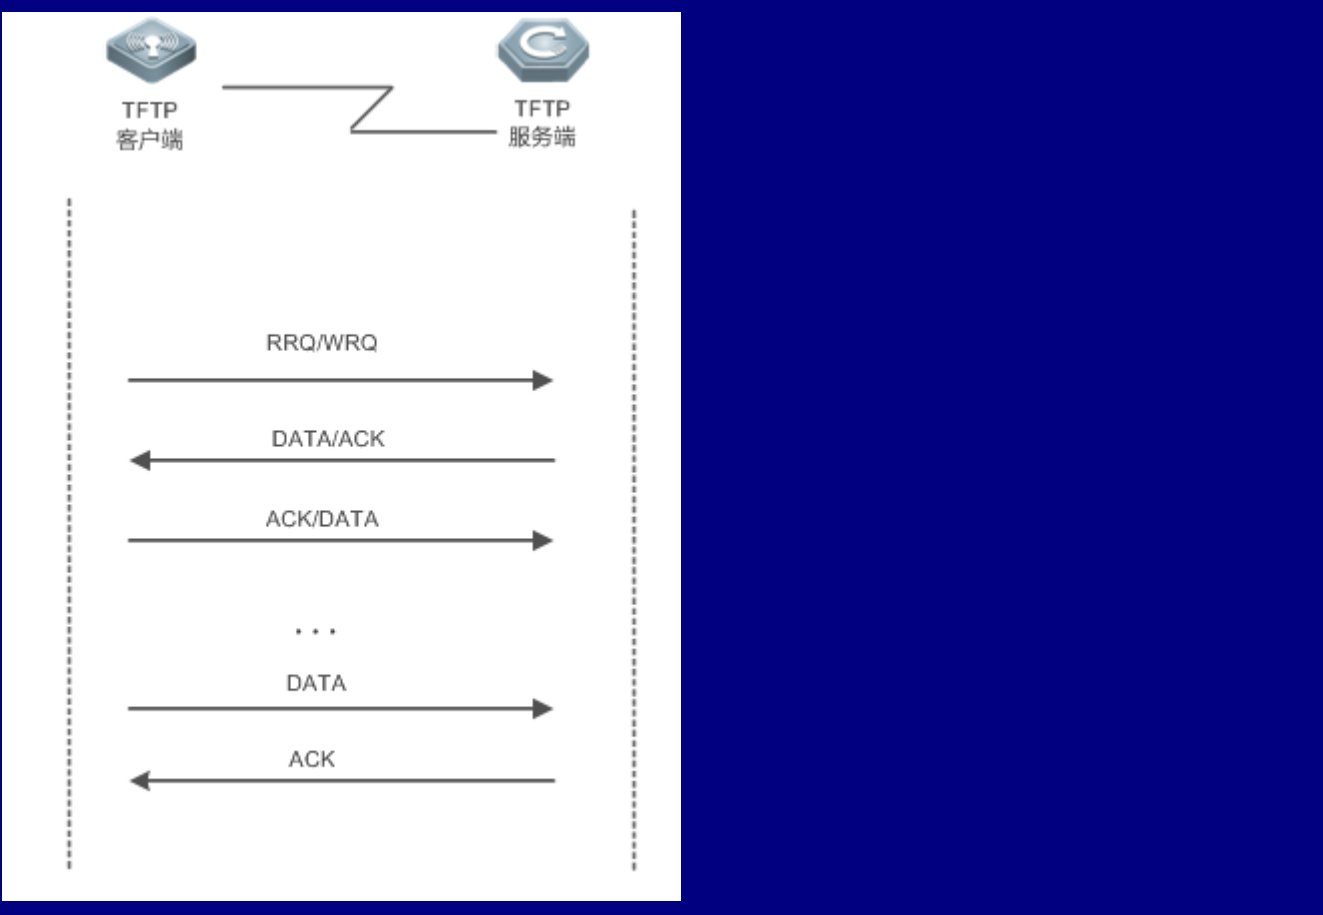 TFTP
客户端
TFTP
服务端
RRQ/WRQ
DATA/ACK
ACK/DATA
...
DATA
ACK